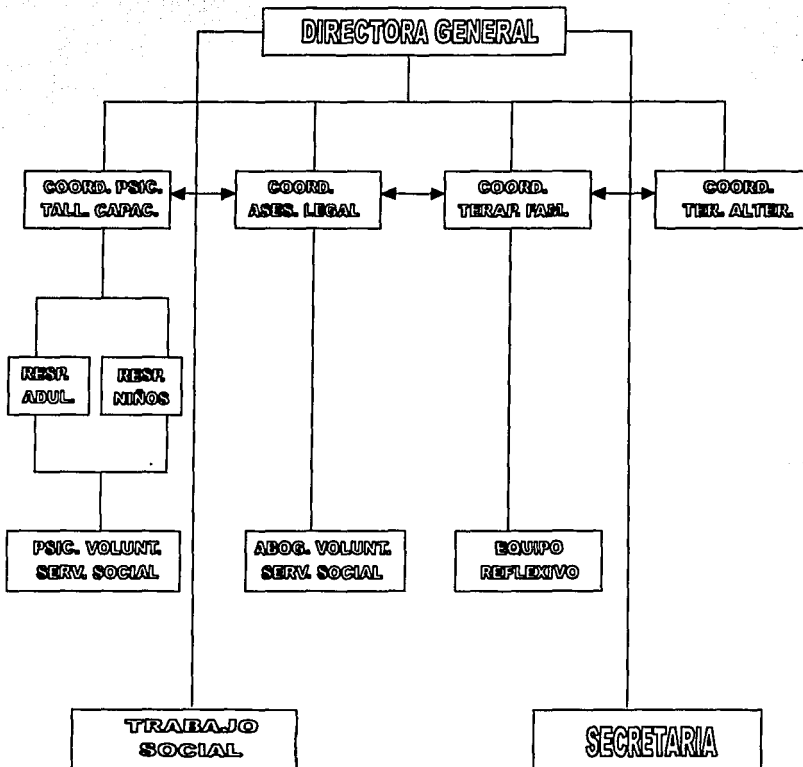 DIRECTORA GENERAL
COORD. PSIC.
TALL. CAPAC.
COORD.
ASES. LEGAL
COORD.
TERAP. FAM.
COORD.
TER. ALTER.
RESP.
ADUL.
RESP.
NIÑOS
PSIC. VOLUNT.
SERV. SOCIAL
ABOG. VOLUNT.
SERV. SOCIAL
EQUIPO
REFLEXIVO
TRABAJO
SOCIAL
SECRETARIA